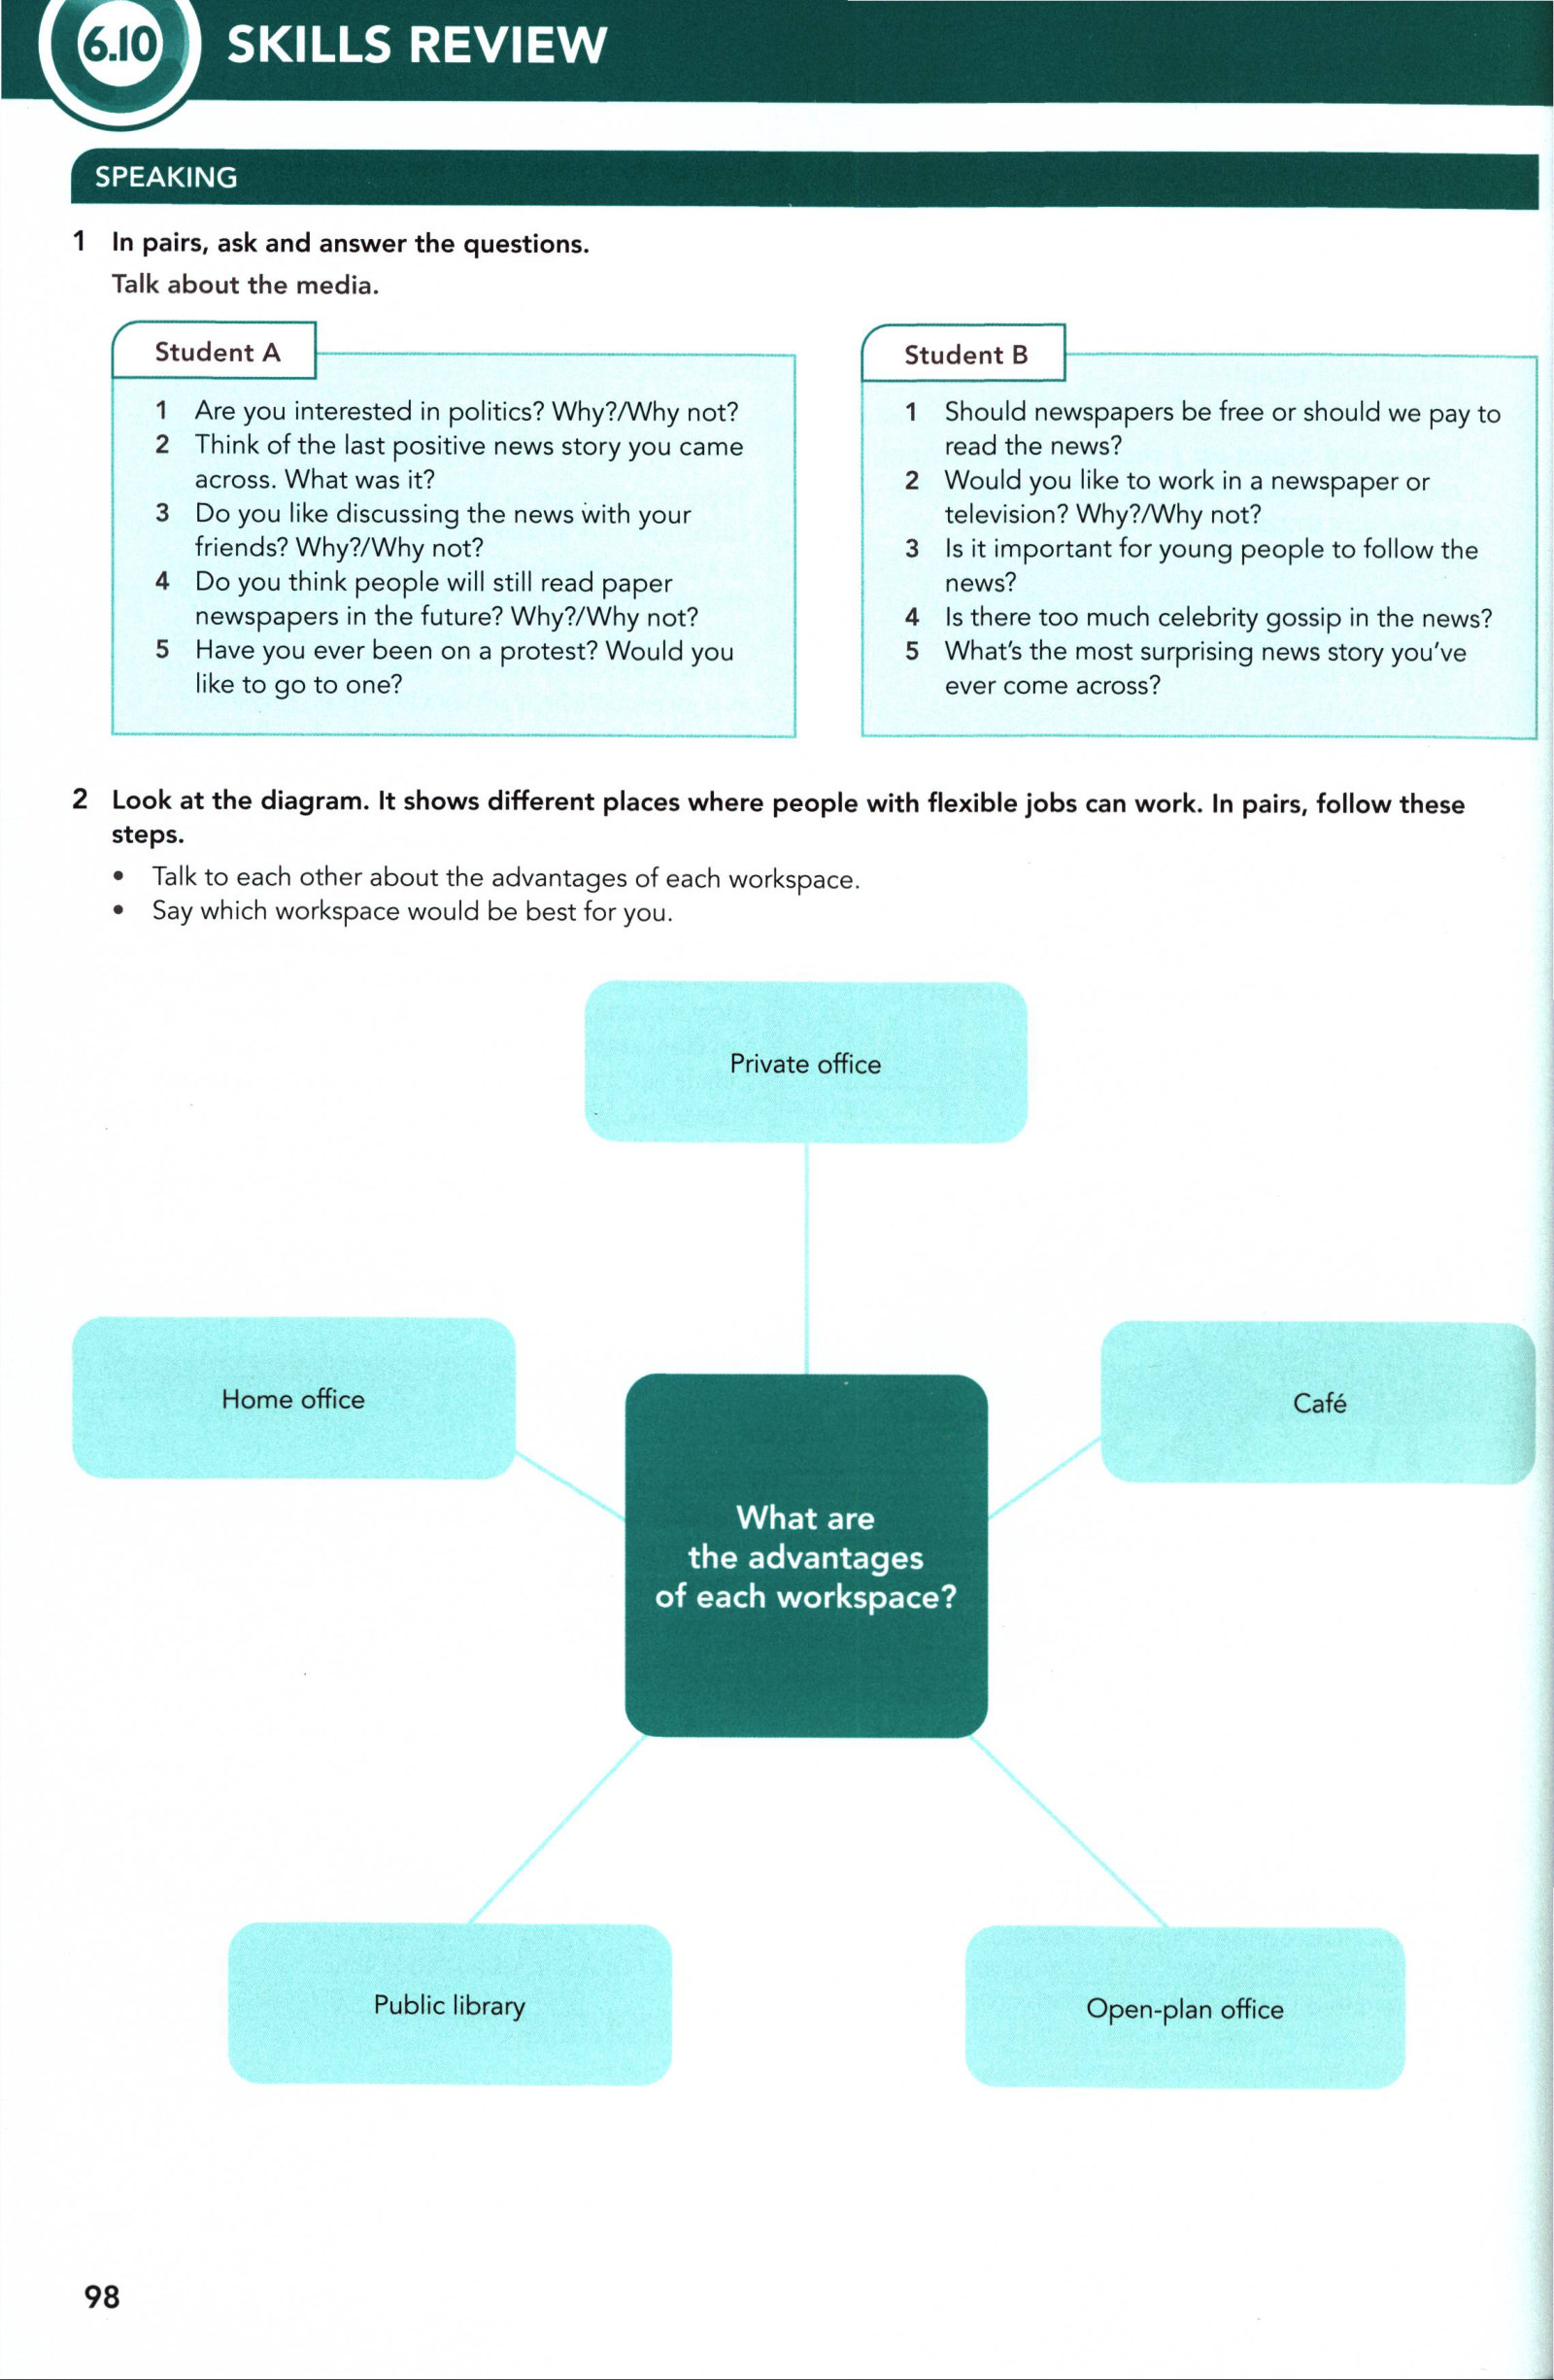 6.10 SKILLS REVIEW
SPEAKING
1 In pairs, ask and answer the questions.
Talk about the media.
Student A
1 Are you interested in politics? Why?/Why not?
2 Think of the last positive news story you came
across. What was it?
3 Do you like discussing the news with your
friends? Why?/Why not?
4 Do you think people will still read paper
newspapers in the future? Why?/Why not?
5 Have you ever been on a protest? Would you
like to go to one?
Student B
1 Should newspapers be free or should we pay to
read the news?
2 Would you like to work in a newspaper or
television? Why?/Why not?
3 Is it important for young people to follow the
news?
4 Is there too much celebrity gossip in the news?
5 What's the most surprising news story you've
ever come across?
2 Look at the diagram. It shows different places where people with flexible jobs can work. In pairs, follow these
steps.
• Talk to each other about the advantages of each workspace.
• Say which workspace would be best for you.
Private office
Home office
Café
What are
the advantages
of each workspace?
Public library
Open-plan office
98